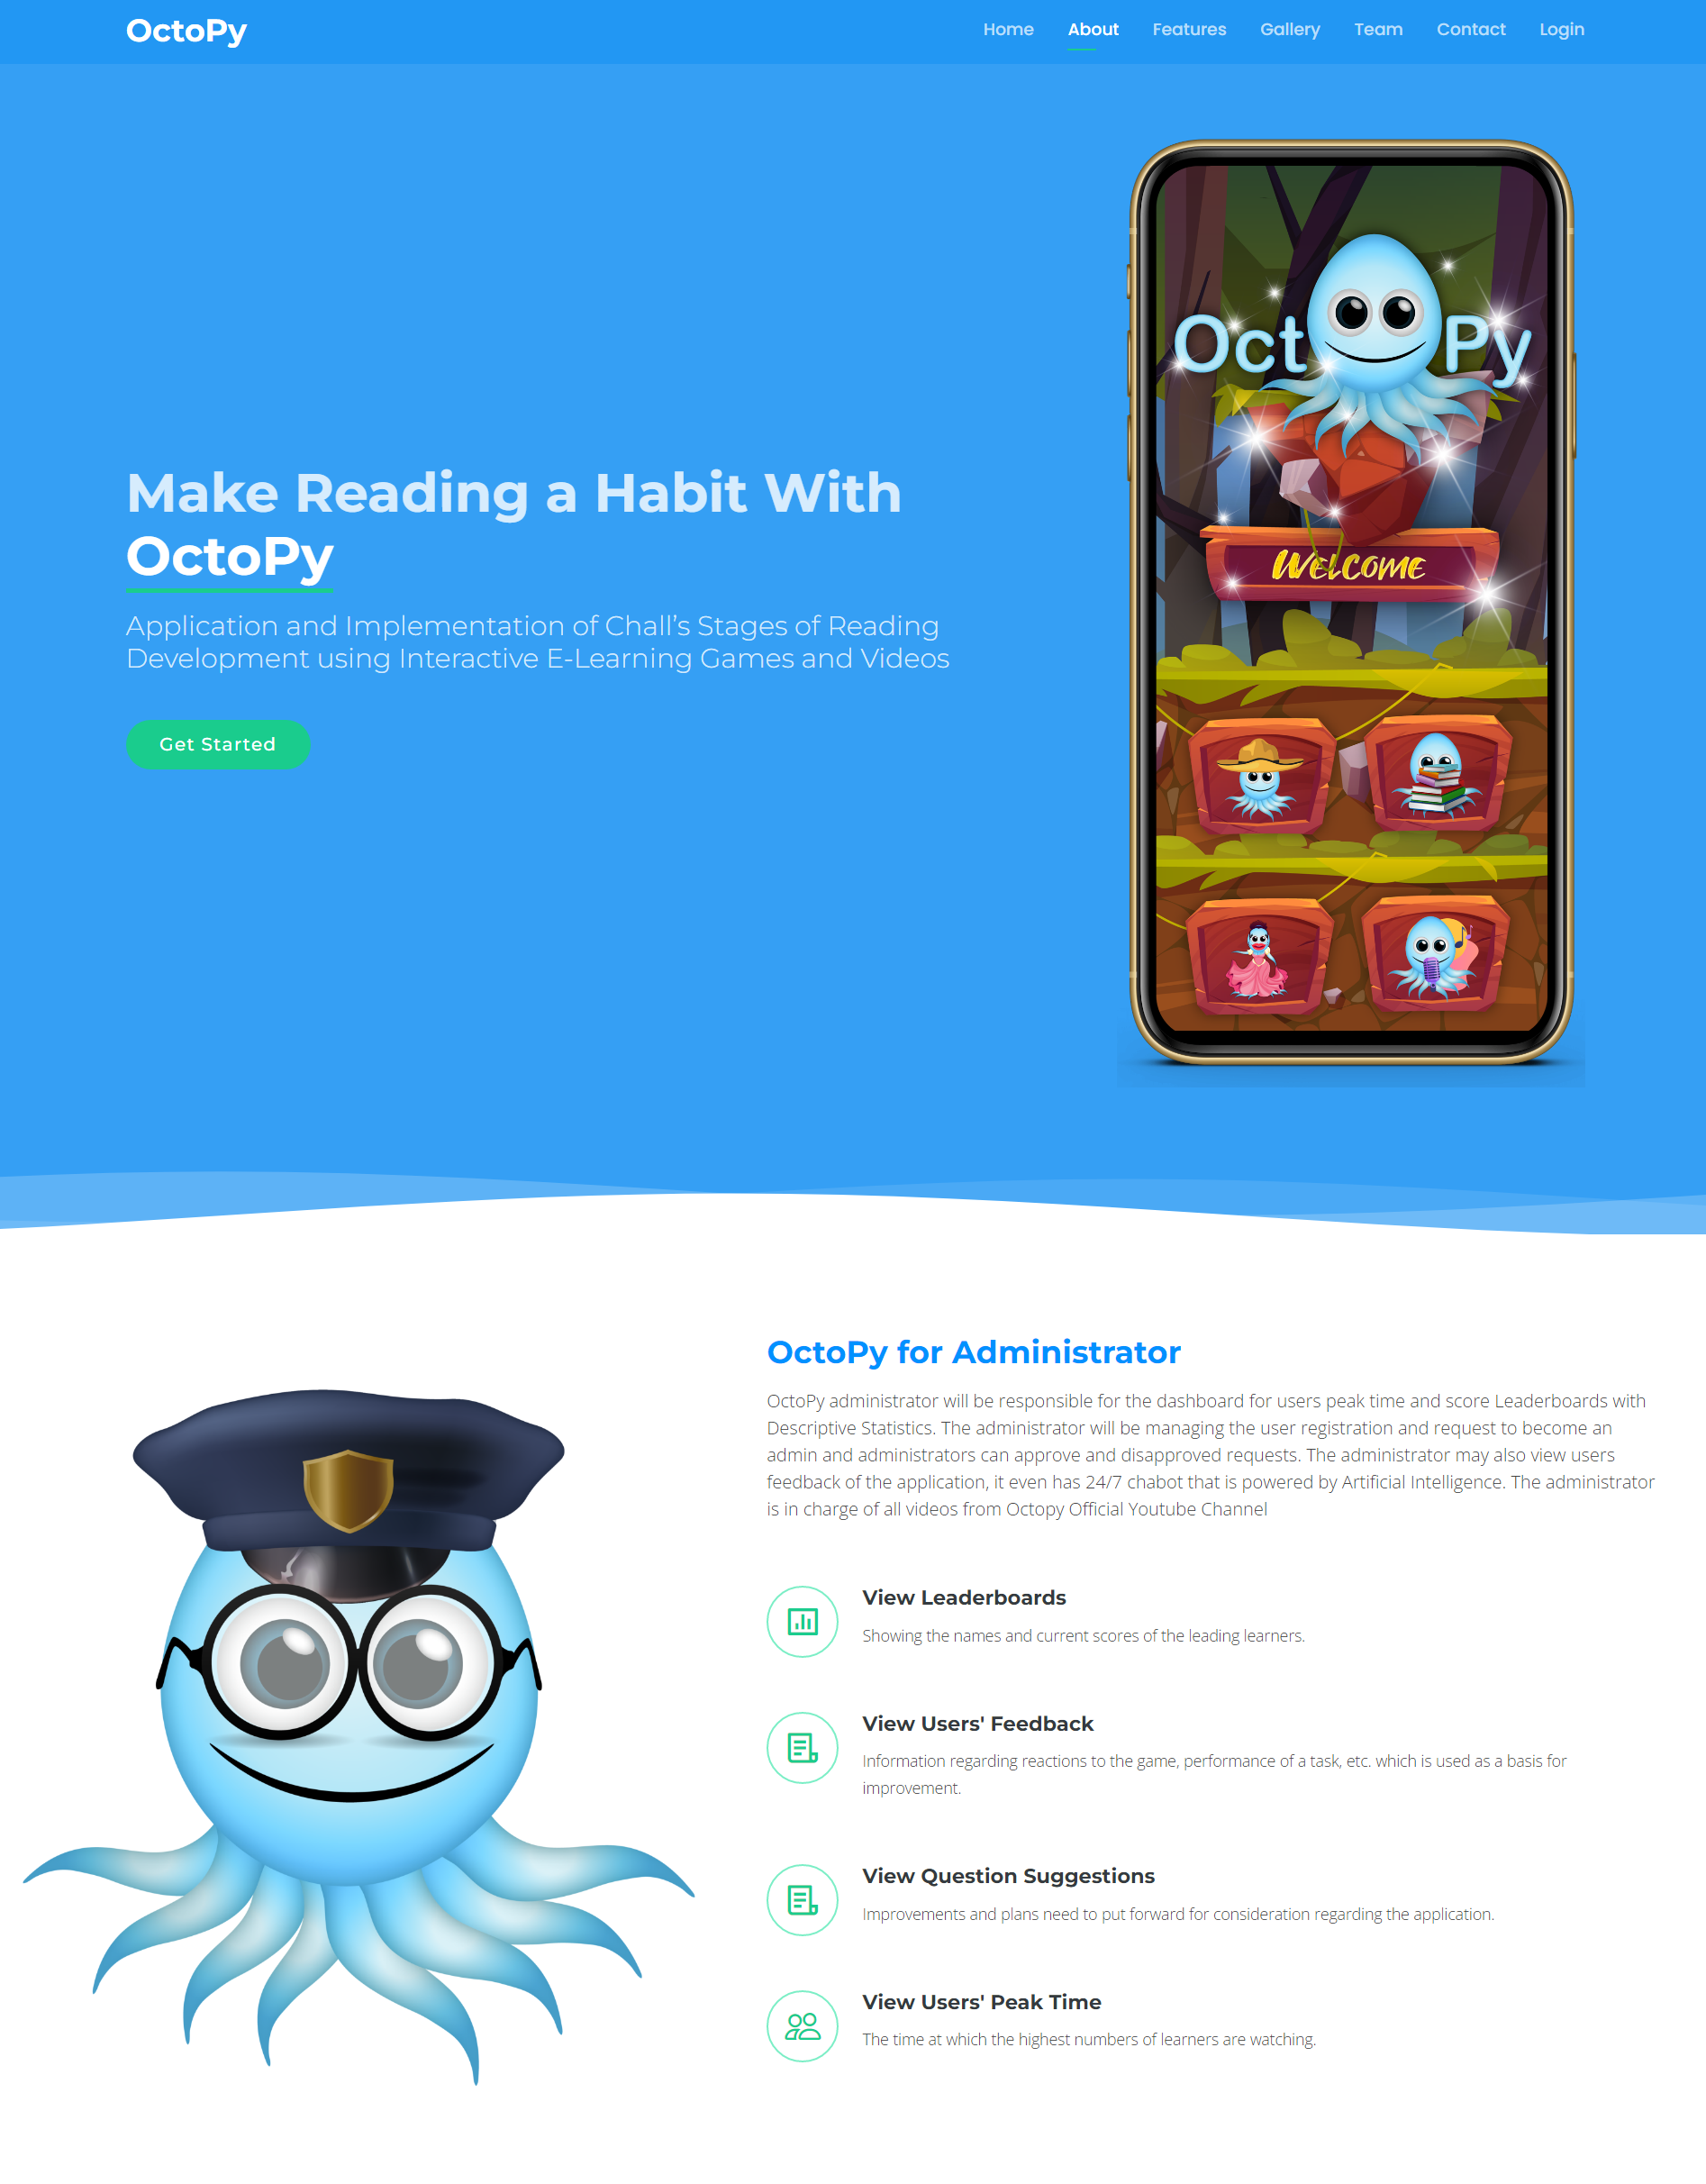 OctoPy
Home About Features Gallery Team Contact Login
Make Reading a Habit With
OctoPy
Application and Implementation of Chall’s Stages of Reading
Development using Interactive E-Learning Games and Videos
Get Started
Oct Py
Welcome
OctoPy for Administrator
OctoPy administrator will be responsible for the dashboard for users peak time and score Leaderboards with
Descriptive Statistics. The administrator will be managing the user registration and request to become an
admin and administrators can approve and disapproved requests. The administrator may also view users
feedback of the application, it even has 24/7 chabot that is powered by Artificial Intelligence. The administrator
is in charge of all videos from Octopy Official Youtube Channel
View Leaderboards
Showing the names and current scores of the leading learners.
View Users' Feedback
Information regarding reactions to the game, performance of a task, etc. which is used as a basis for
improvement.
View Question Suggestions
Improvements and plans need to put forward for consideration regarding the application.
View Users' Peak Time
The time at which the highest numbers of learners are watching.